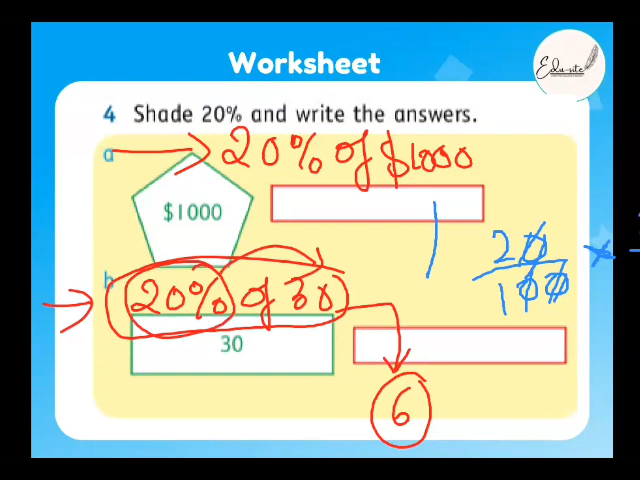 Worksheet
Edu-site
4 Shade 20% and write the answers.
a 20% of $1000
$1000
20
100
×
b
20% of 30
30
6